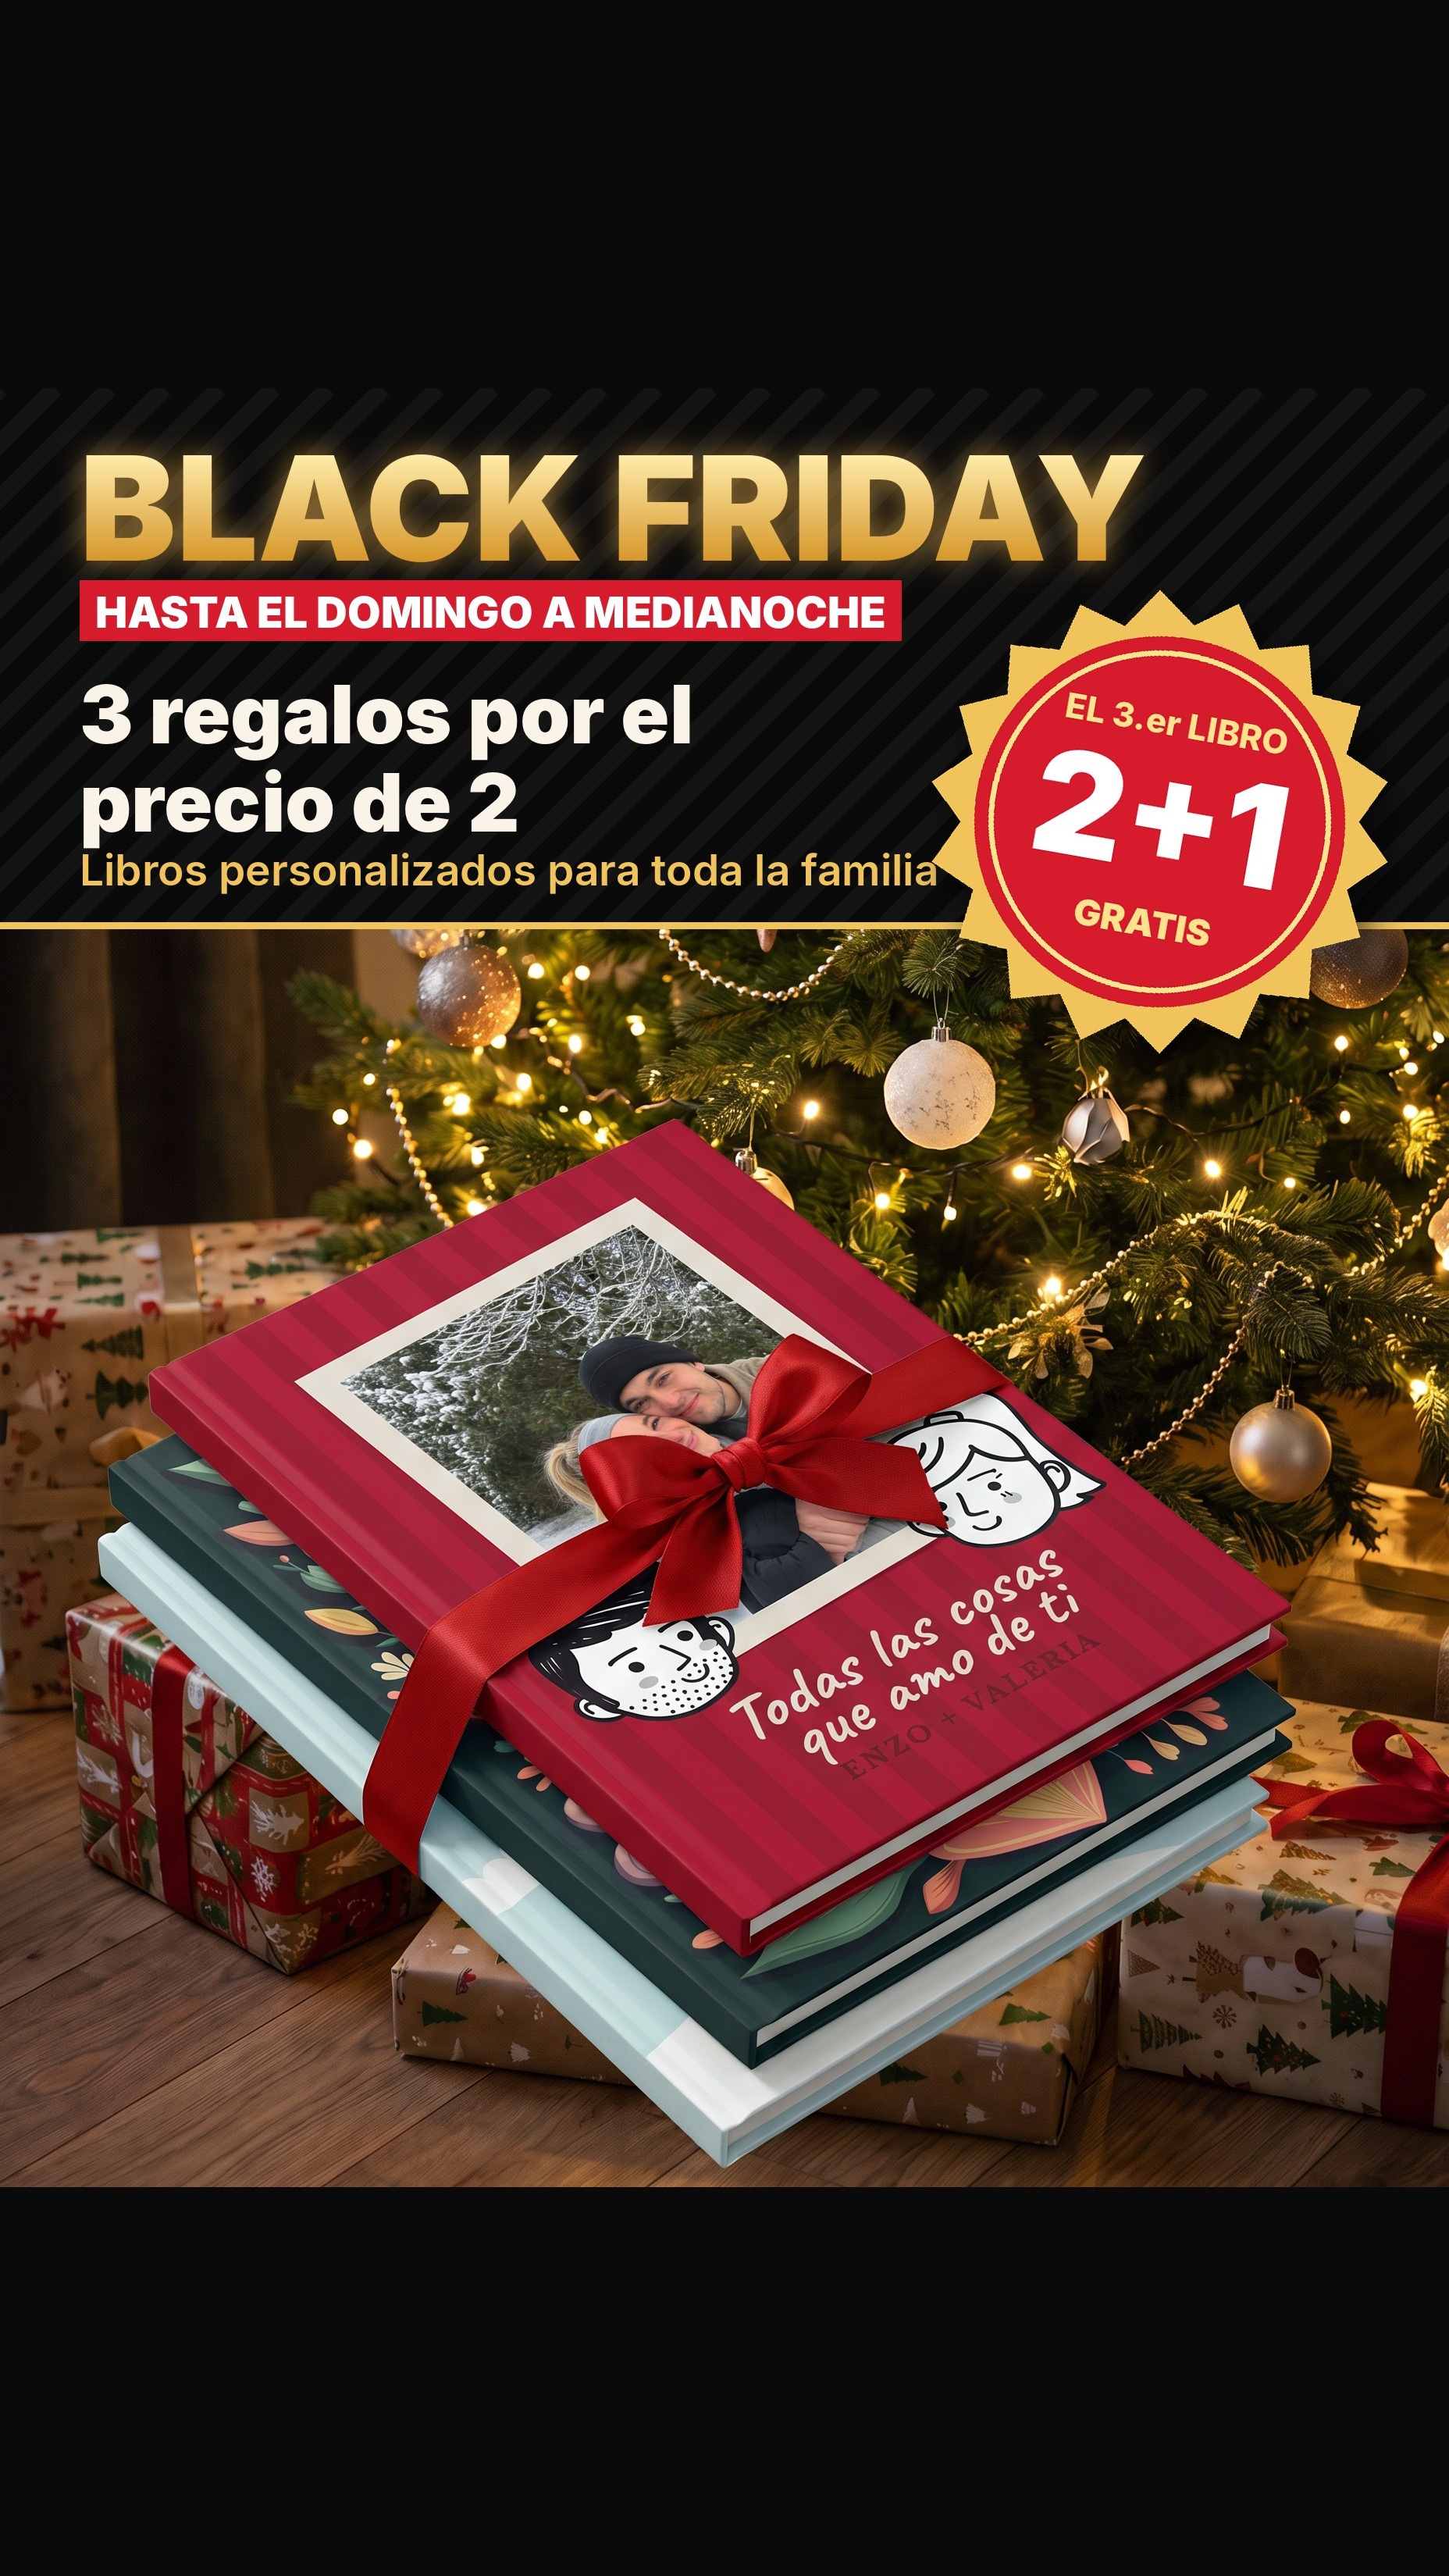 BLACK FRIDAY
HASTA EL DOMINGO A MEDIANOCHE
3 regalos por el
precio de 2
Libros personalizados para toda la familia
EL 3.er LIBRO
2+1
GRATIS
Todas las cosas
que amo de ti
ENZO + VALERIA